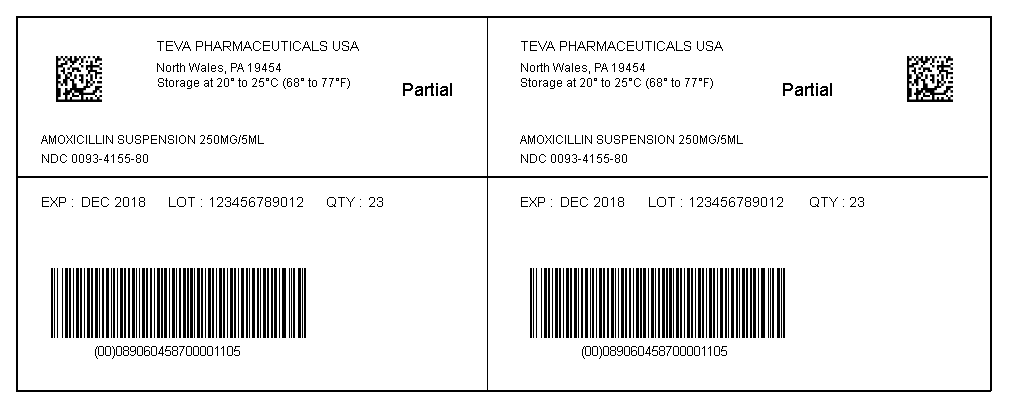 TEVA PHARMACEUTICALS USA
North Wales, PA 19454
Storage at 20° to 25°C (68° to 77°F)
Partial
AMOXICILLIN SUSPENSION 250MG/5ML
NDC 0093-4155-80
EXP : DEC 2018 LOT : 123456789012 QTY : 23
(00)089060458700001105
TEVA PHARMACEUTICALS USA
North Wales, PA 19454
Storage at 20° to 25°C (68° to 77°F)
Partial
AMOXICILLIN SUSPENSION 250MG/5ML
NDC 0093-4155-80
EXP : DEC 2018 LOT : 123456789012 QTY : 23
(00)089060458700001105